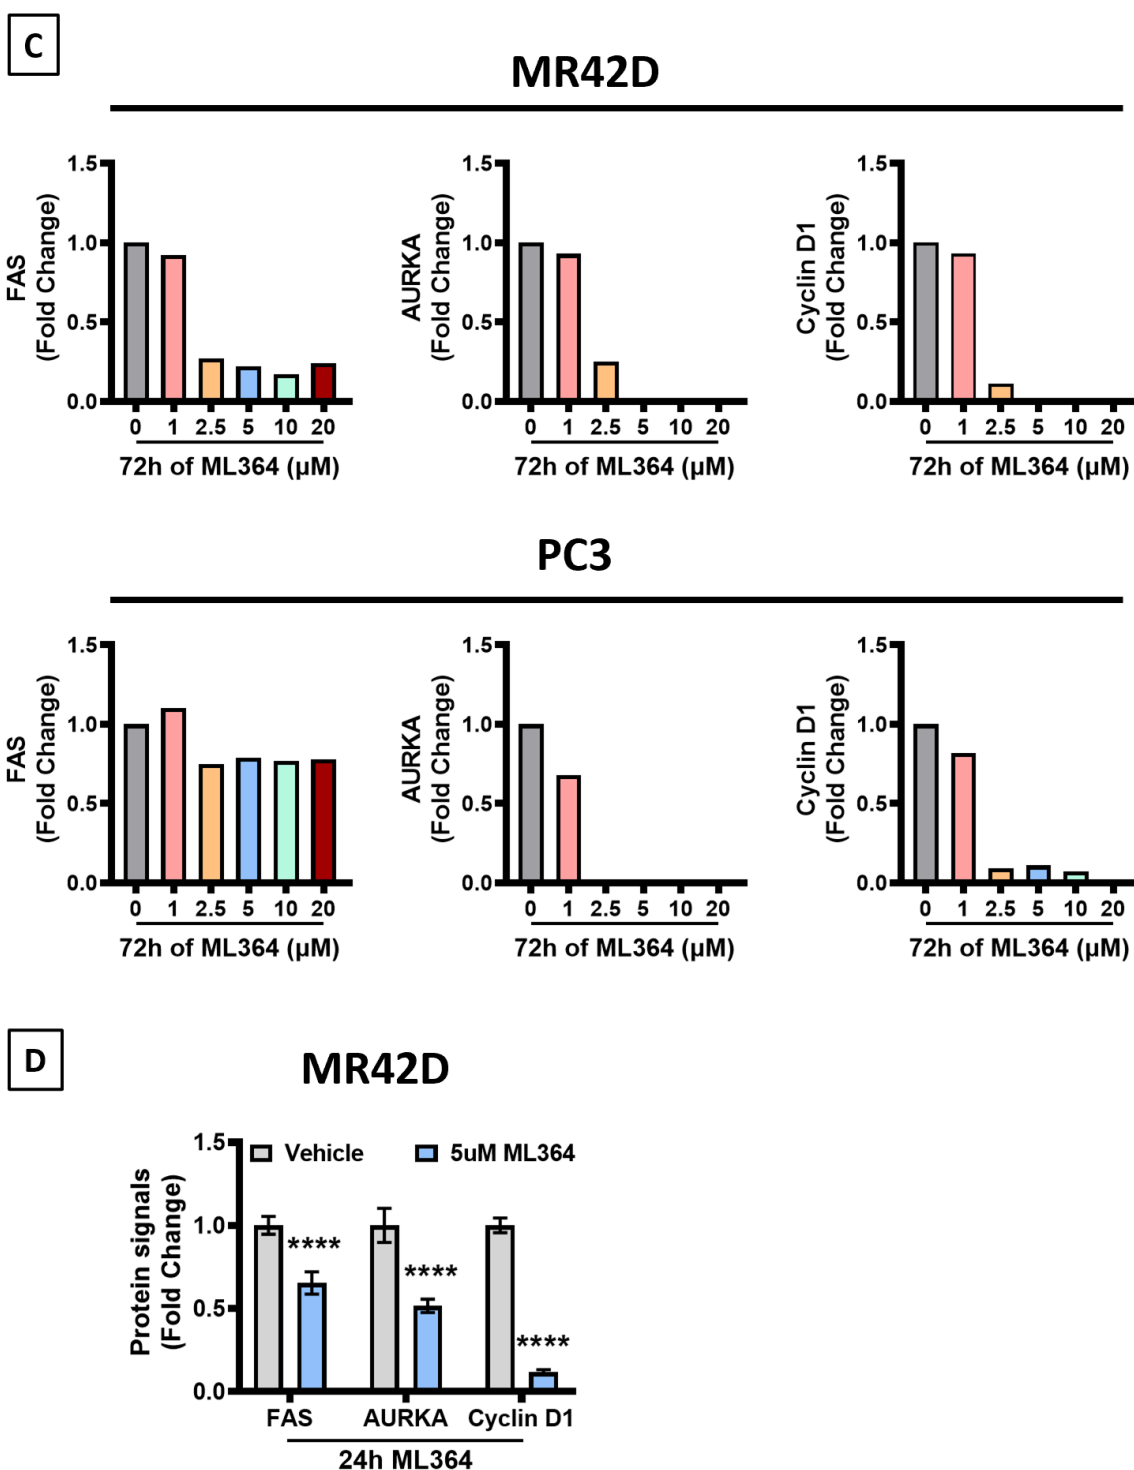 C
MR42D
FAS
(Fold Change)
1.5
1.0
0.5
0.0
0 1 2.5 5 10 20
72h of ML364 (µM)
AURKA
(Fold Change)
1.5
1.0
0.5
0.0
0 1 2.5 5 10 20
72h of ML364 (µM)
Cyclin D1
(Fold Change)
1.5
1.0
0.5
0.0
0 1 2.5 5 10 20
72h of ML364 (µM)
PC3
FAS
(Fold Change)
1.5
1.0
0.5
0.0
0 1 2.5 5 10 20
72h of ML364 (µM)
AURKA
(Fold Change)
1.5
1.0
0.5
0.0
0 1 2.5 5 10 20
72h of ML364 (µM)
Cyclin D1
(Fold Change)
1.5
1.0
0.5
0.0
0 1 2.5 5 10 20
72h of ML364 (µM)
D
MR42D
Protein signals
(Fold Change)
1.5
1.0
0.5
0.0
Vehicle 5uM ML364
****
****
****
FAS AURKA Cyclin D1
24h ML364